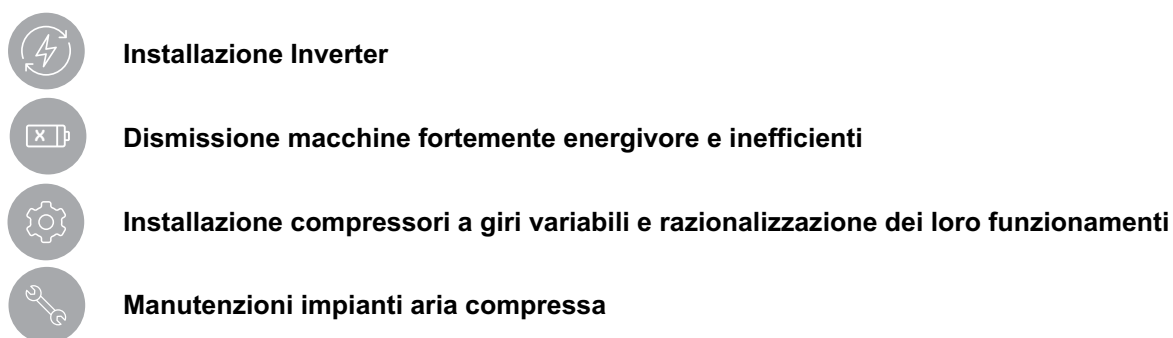 Installazione Inverter
Dismissione macchine fortemente energivore e inefficienti
Installazione compressori a giri variabili e razionalizzazione dei loro funzionamenti
Manutenzioni impianti aria compressa